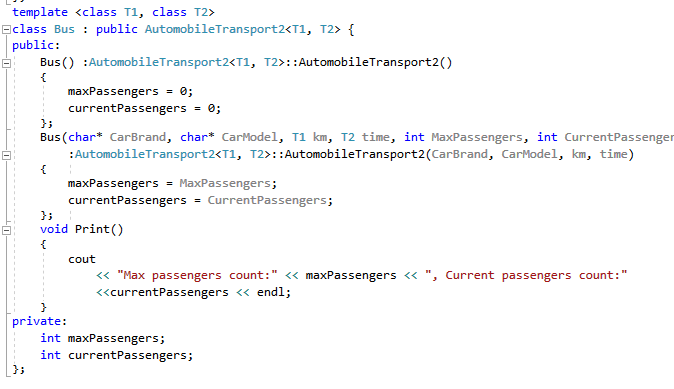 template <class T1, class T2>
class Bus : public AutomobileTransport2<T1, T2> {
public:
    Bus() :AutomobileTransport2<T1, T2>::AutomobileTransport2()
    {
        maxPassengers = 0;
        currentPassengers = 0;
    };
    Bus(char* CarBrand, char* CarModel, T1 km, T2 time, int MaxPassengers, int CurrentPassenger
        :AutomobileTransport2<T1, T2>::AutomobileTransport2(CarBrand, CarModel, km, time)
    {
        maxPassengers = MaxPassengers;
        currentPassengers = CurrentPassengers;
    };
    void Print()
    {
        cout
            << "Max passengers count:" << maxPassengers << ", Current passengers count:"
            <<currentPassengers << endl;
    }
private:
    int maxPassengers;
    int currentPassengers;
};